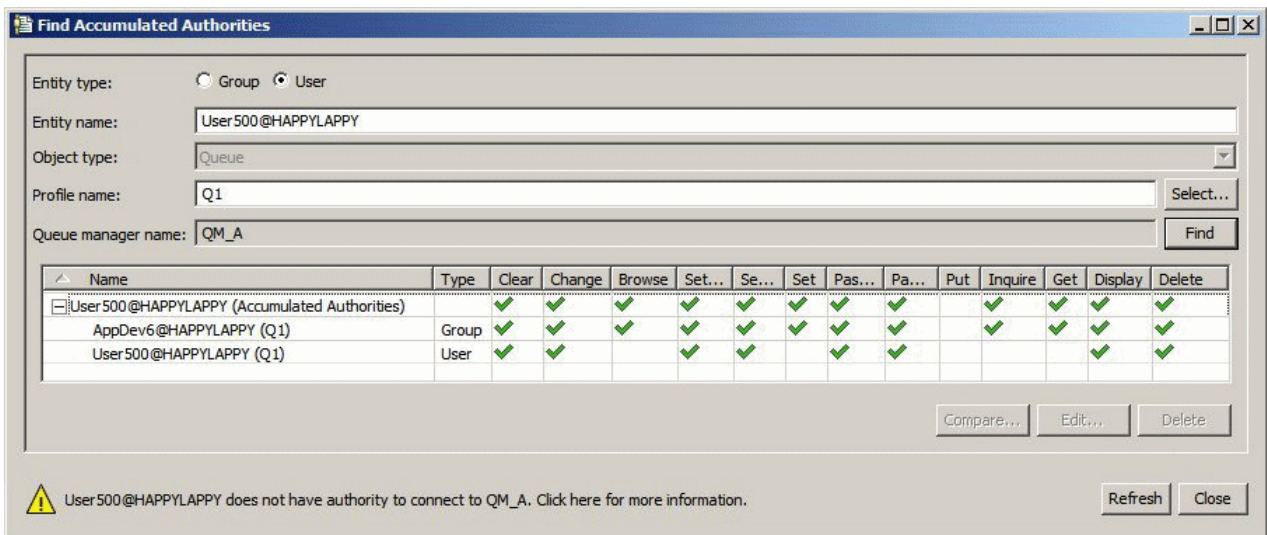 Find Accumulated Authorities
Entity type: Group User
Entity name: User500@HAPPYLAPPY
Object type: Queue
Profile name: Q1 Select...
Queue manager name: QM_A Find
Name Type Clear Change Browse Set... Se... Set Pas... Pa... Put Inquire Get Display Delete
User500@HAPPYLAPPY (Accumulated Authorities)
AppDev6@HAPPYLAPPY (Q1) Group
User500@HAPPYLAPPY (Q1) User
Compare... Edit... Delete
User500@HAPPYLAPPY does not have authority to connect to QM_A. Click here for more information. Refresh Close